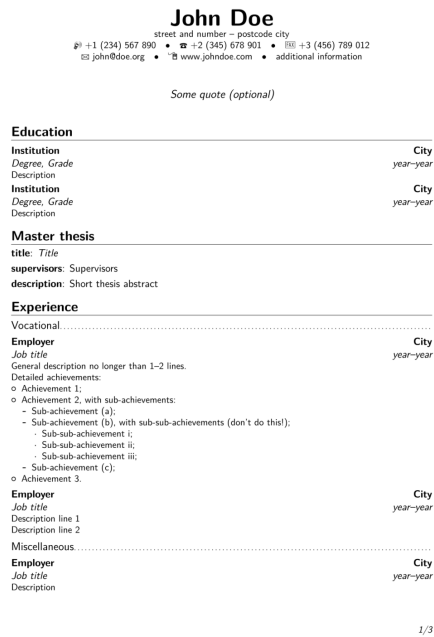 John Doe
street and number – postcode city
+1 (234) 567 890 • ☎ +2 (345) 678 901 • FAX +3 (456) 789 012
✉ john@doe.org • www.johndoe.com • additional information
Some quote (optional)
Education
Institution City
Degree, Grade year–year
Description
Institution City
Degree, Grade year–year
Description
Master thesis
title: Title
supervisors: Supervisors
description: Short thesis abstract
Experience
Vocational
Employer City
Job title year–year
General description no longer than 1–2 lines.
Detailed achievements:
○ Achievement 1;
○ Achievement 2, with sub-achievements:
- Sub-achievement (a);
- Sub-achievement (b), with sub-sub-achievements (don't do this!);
· Sub-sub-achievement i;
· Sub-sub-achievement ii;
· Sub-sub-achievement iii;
- Sub-achievement (c);
○ Achievement 3.
Employer City
Job title year–year
Description line 1
Description line 2
Miscellaneous
Employer City
Job title year–year
Description
1/3